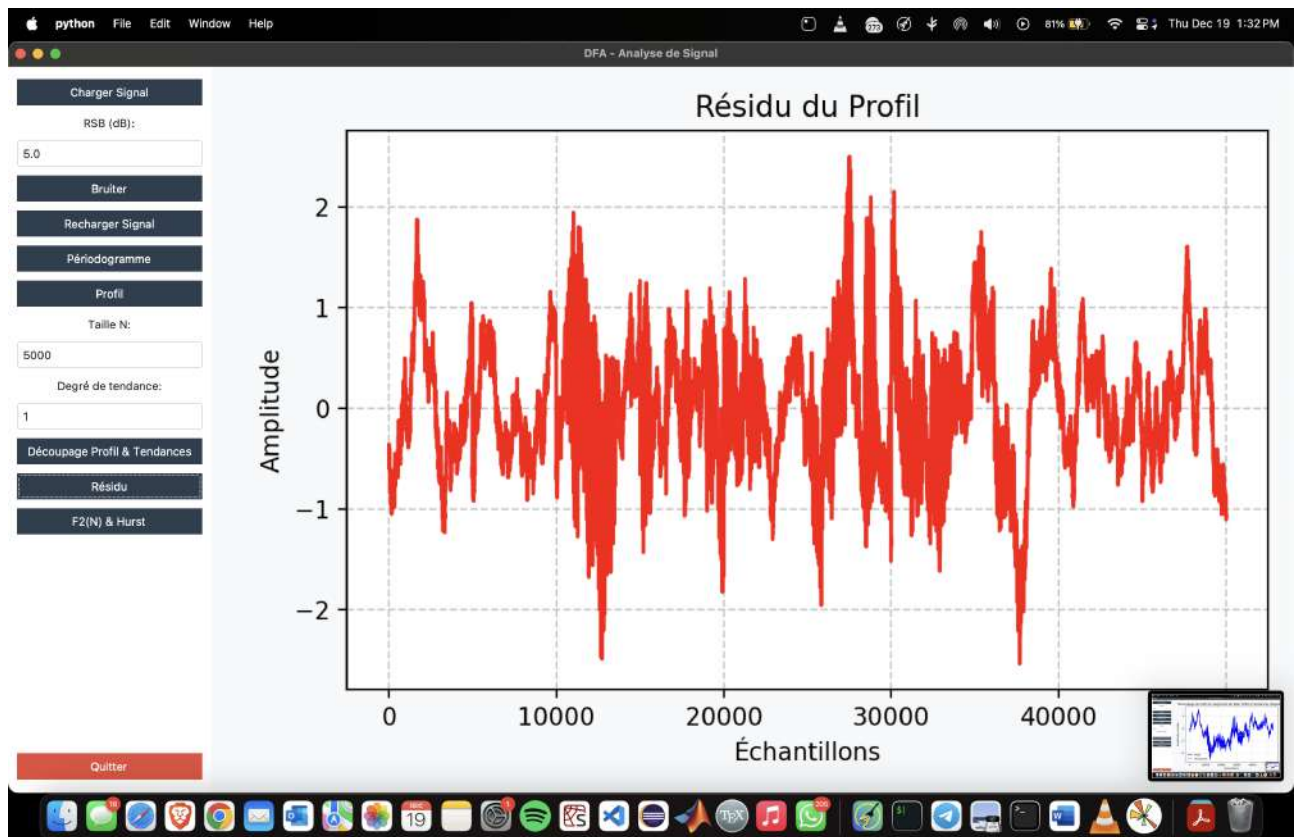 python File Edit Window Help 273 81% Thu Dec 19 1:32 PM
DFA - Analyse de Signal
Charger Signal
RSB (dB):
5.0
Bruiter
Recharger Signal
Périodogramme
Profil
Taille N:
5000
Degré de tendance:
1
Découpage Profil & Tendances
Résidu
F2(N) & Hurst
Quitter
Résidu du Profil
Amplitude
2
1
0
−1
−2
0 10000 20000 30000 40000
Échantillons
19
TEX